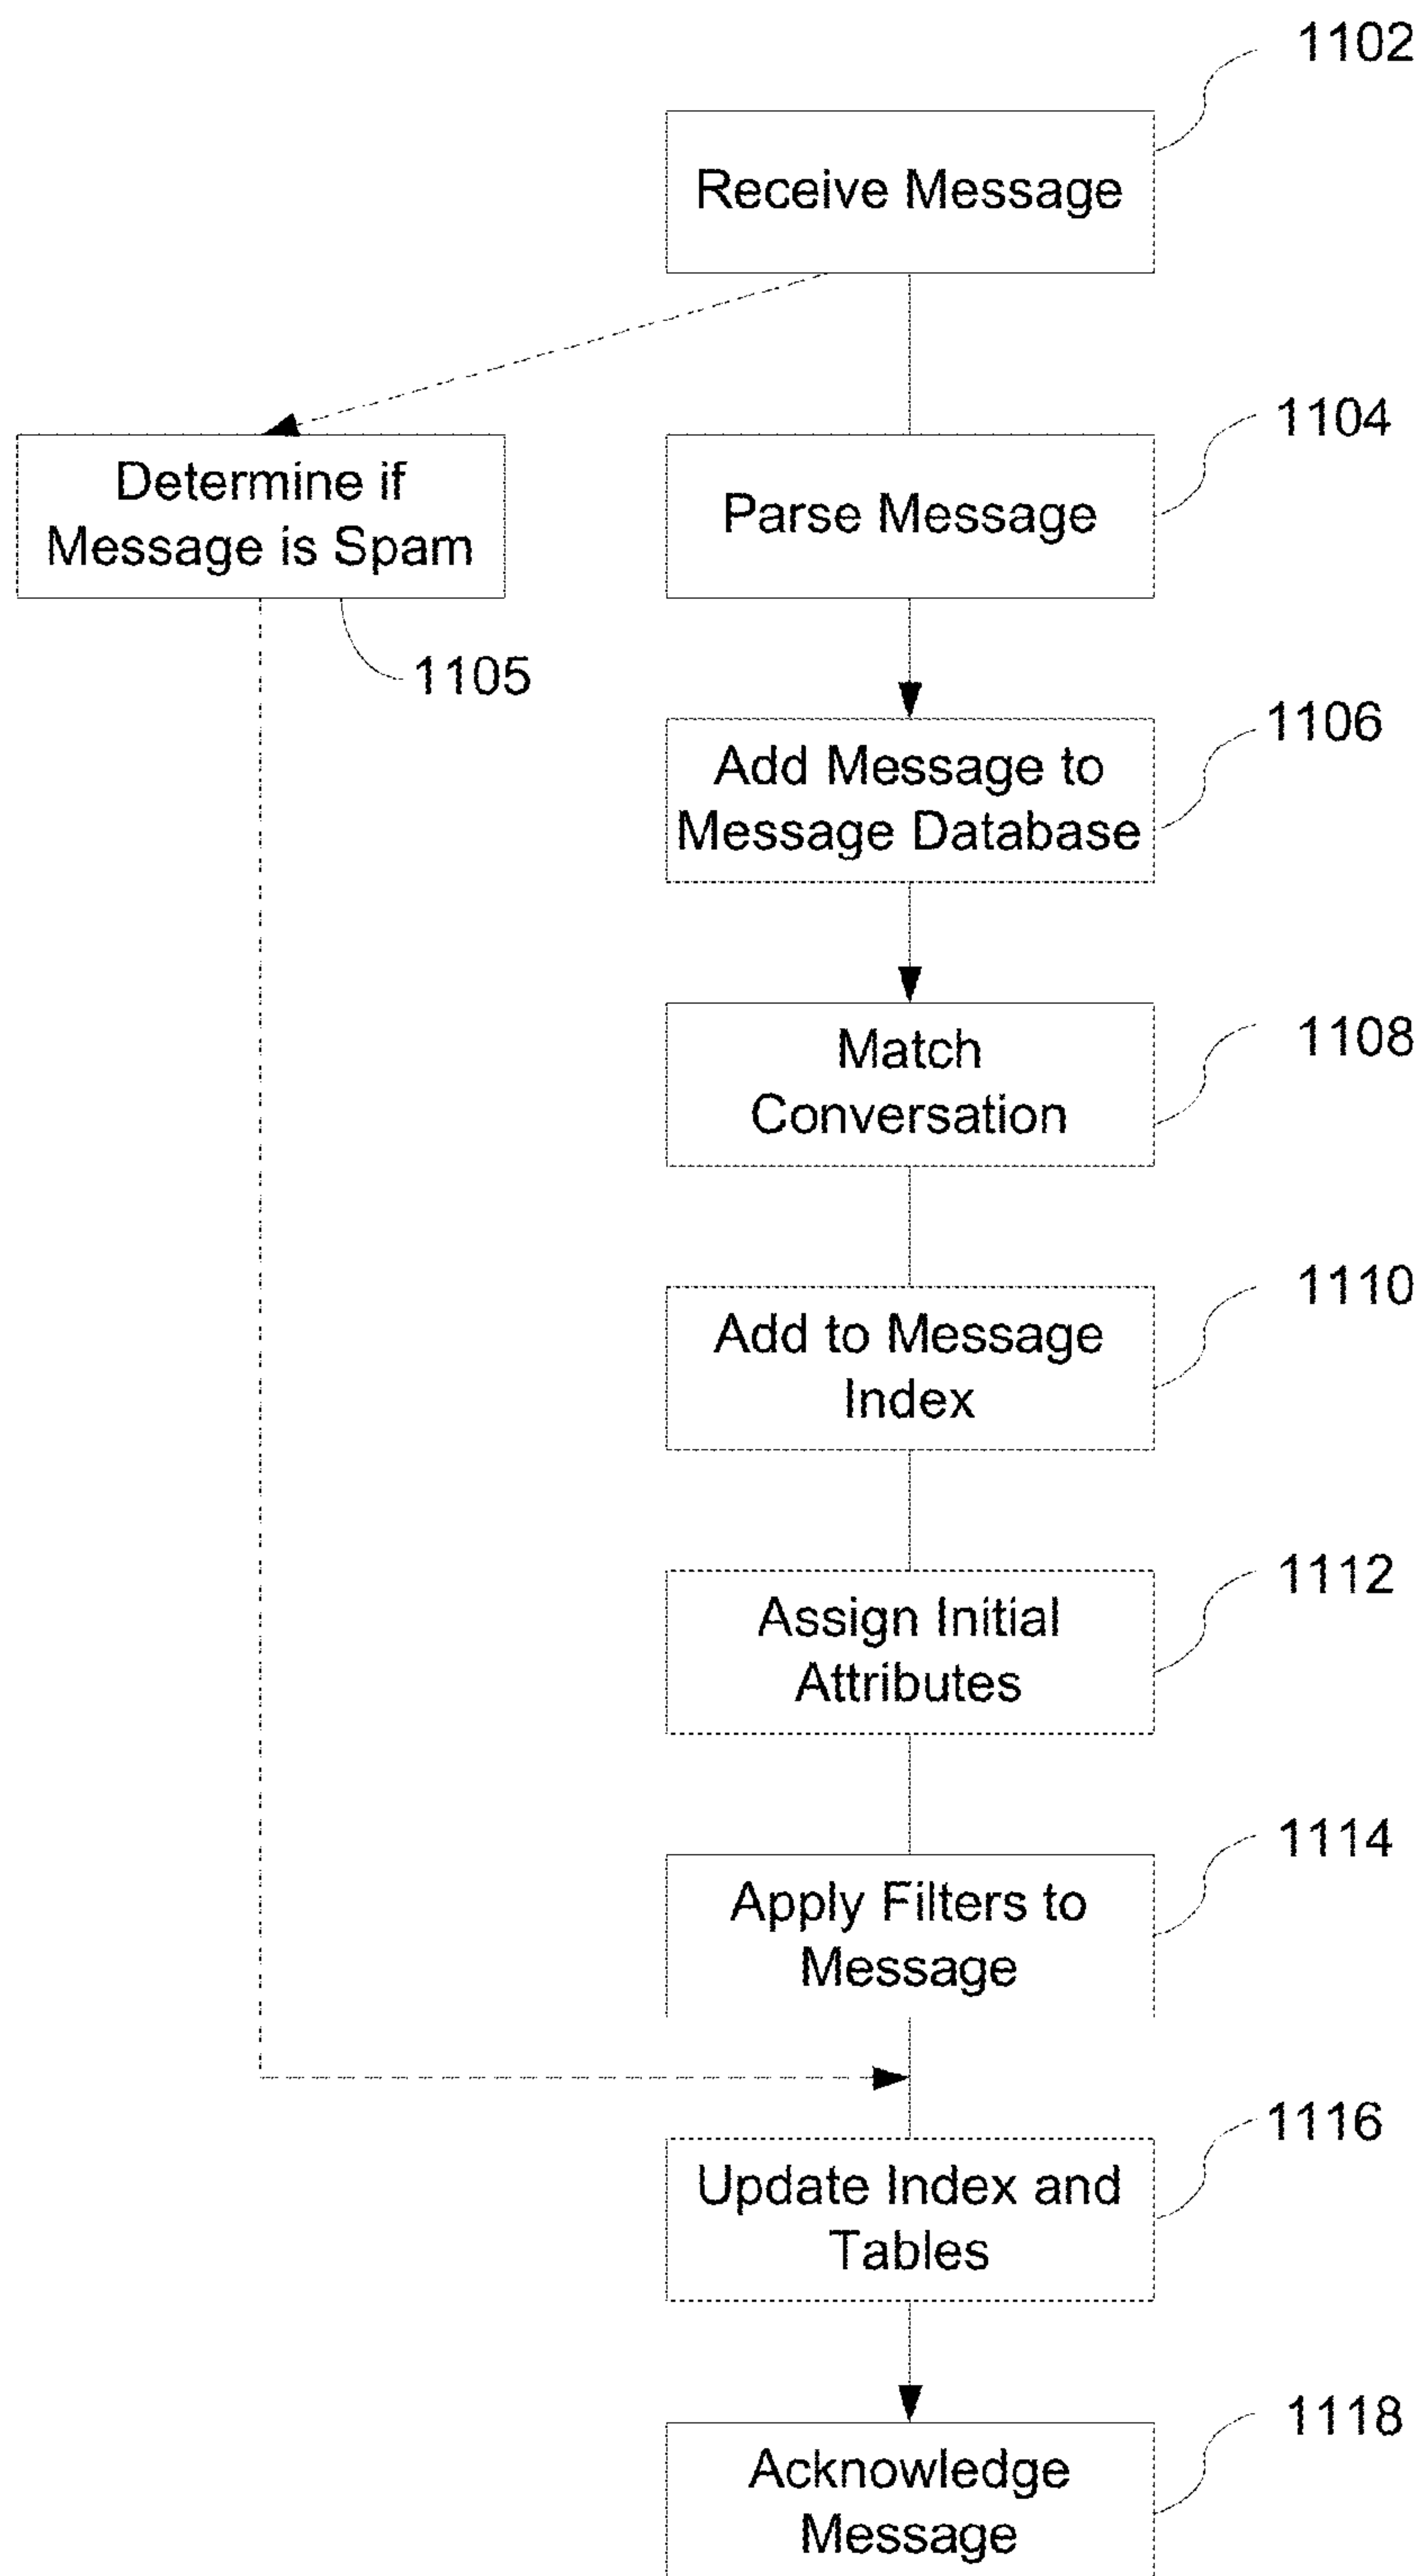 1102
Receive Message
1104
Determine if
Message is Spam
Parse Message
1105
1106
Add Message to
Message Database
1108
Match
Conversation
1110
Add to Message
Index
1112
Assign Initial
Attributes
1114
Apply Filters to
Message
1116
Update Index and
Tables
1118
Acknowledge
Message